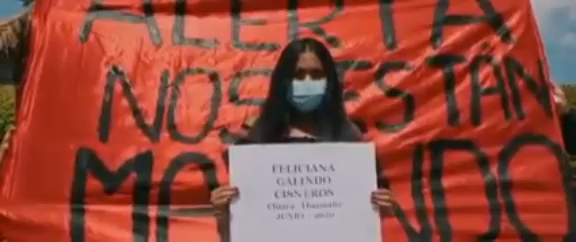 ALERTA
NOS ESTÁN
FELICIANA
GALINDO
CISNEROS
JUNIO - 2020